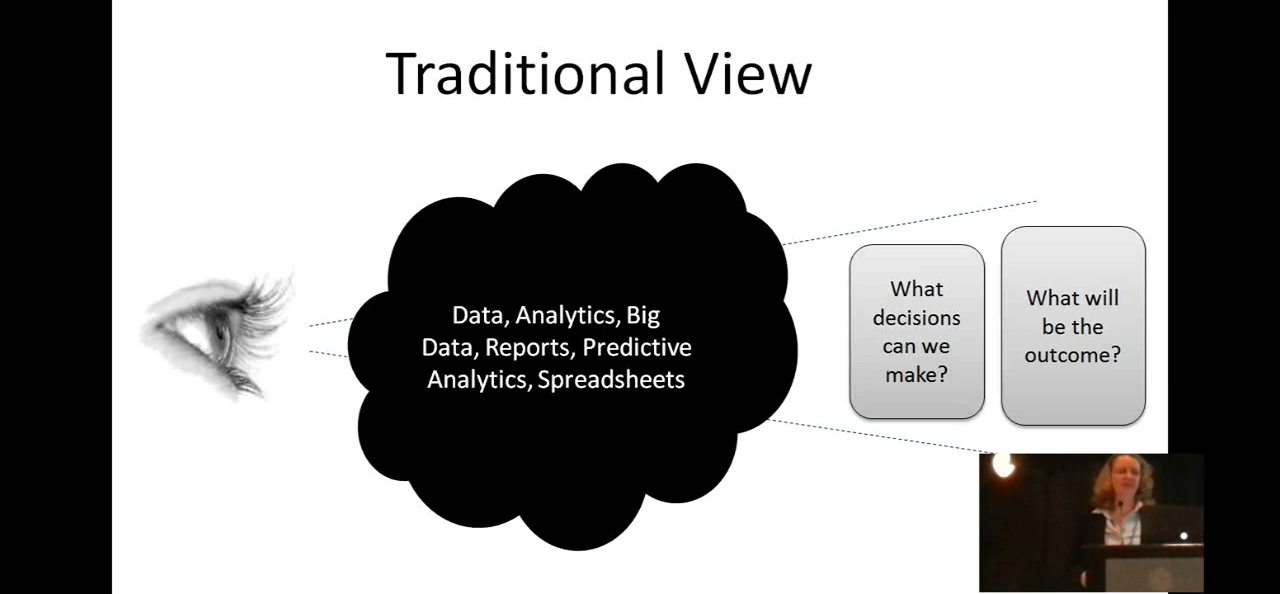 Traditional View
Data, Analytics, Big
Data, Reports, Predictive
Analytics, Spreadsheets
What
decisions
can we
make?
What will
be the
outcome?